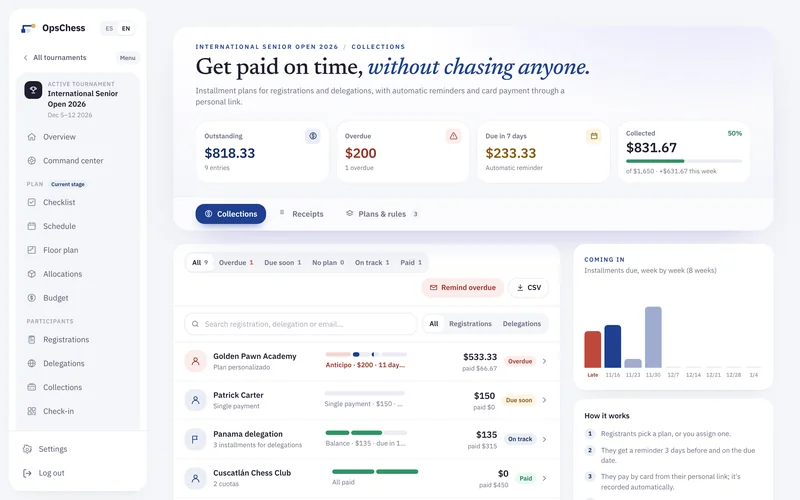 OpsChess
ES EN
All tournaments
Menu
ACTIVE TOURNAMENT
International Senior
Open 2026
Dec 5–12 2026
Overview
Command center
PLAN Current stage
Checklist
Schedule
Floor plan
Allocations
Budget
PARTICIPANTS
Registrations
Delegations
Collections
Check-in
Settings
Log out
INTERNATIONAL SENIOR OPEN 2026 / COLLECTIONS
Get paid on time, without chasing anyone.
Installment plans for registrations and delegations, with automatic reminders and card payment through a
personal link.
Outstanding
$818.33
9 entries
Overdue
$200
1 overdue
Due in 7 days
$233.33
Automatic reminder
Collected 50%
$831.67
of $1,650 · +$631.67 this week
Collections
Receipts
Plans & rules 3
All 9
Overdue 1
Due soon 1
No plan 0
On track 1
Paid 1
Remind overdue
CSV
Search registration, delegation or email...
All Registrations Delegations
Golden Pawn Academy
Plan personalizado
Anticipo · $200 · 11 day...
$533.33
paid $66.67
Overdue
Patrick Carter
Single payment
Single payment · $150 · ...
$150
paid $0
Due soon
Panama delegation
3 installments for delegations
Balance · $135 · due in 1...
$135
paid $315
On track
Cuscatlán Chess Club
2 cuotas
All paid
$0
paid $450
Paid
COMING IN
Installments due, week by week (8 weeks)
Late 11/16 11/23 11/30 12/7 12/14 12/21 12/28 1/4
How it works
1 Registrants pick a plan, or you assign one.
2 They get a reminder 3 days before and on the due
date.
3 They pay by card from their personal link; it's
recorded automatically.